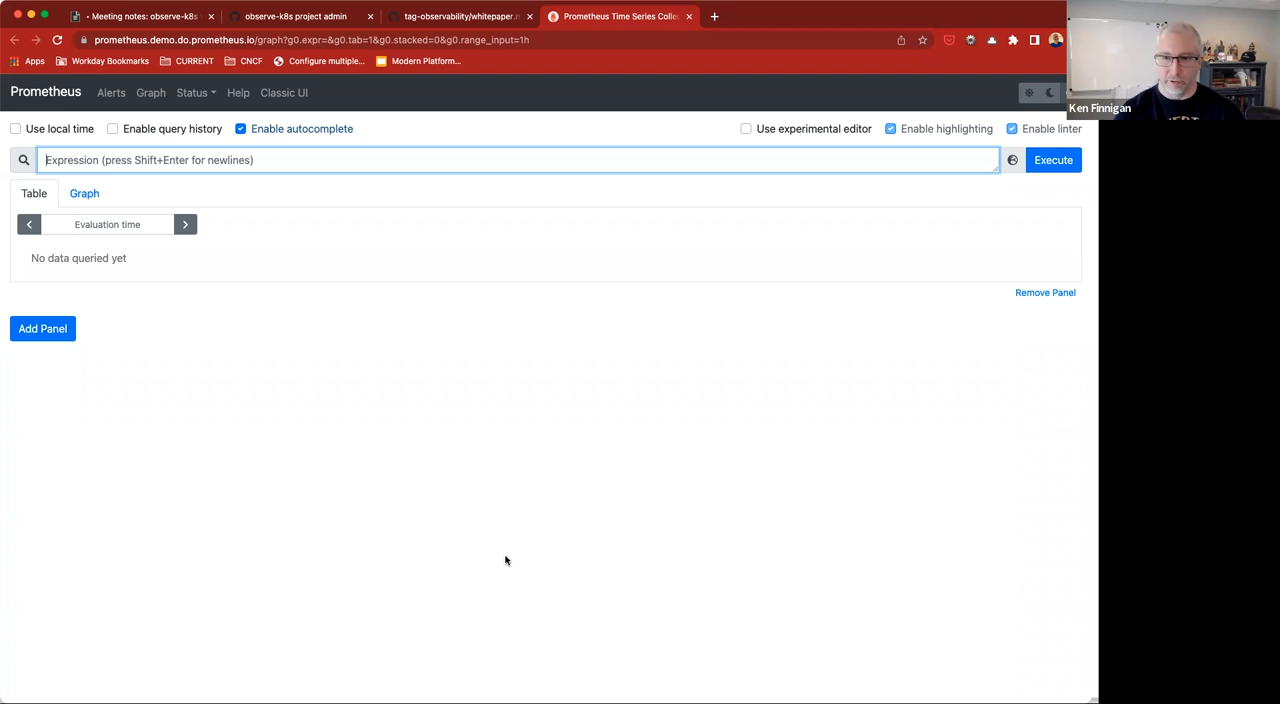 • Meeting notes: observe-k8s
observe-k8s project admin
tag-observability/whitepaper.m
Prometheus Time Series Collec
prometheus.demo.do.prometheus.io/graph?g0.expr=&g0.tab=1&g0.stacked=0&g0.range_input=1h
Apps Workday Bookmarks CURRENT CNCF Configure multiple... Modern Platform...
Prometheus Alerts Graph Status Help Classic UI
Ken Finnigan
Use local time Enable query history Enable autocomplete Use experimental editor Enable highlighting Enable linter
Expression (press Shift+Enter for newlines) Execute
Table Graph
Evaluation time
No data queried yet
Remove Panel
Add Panel